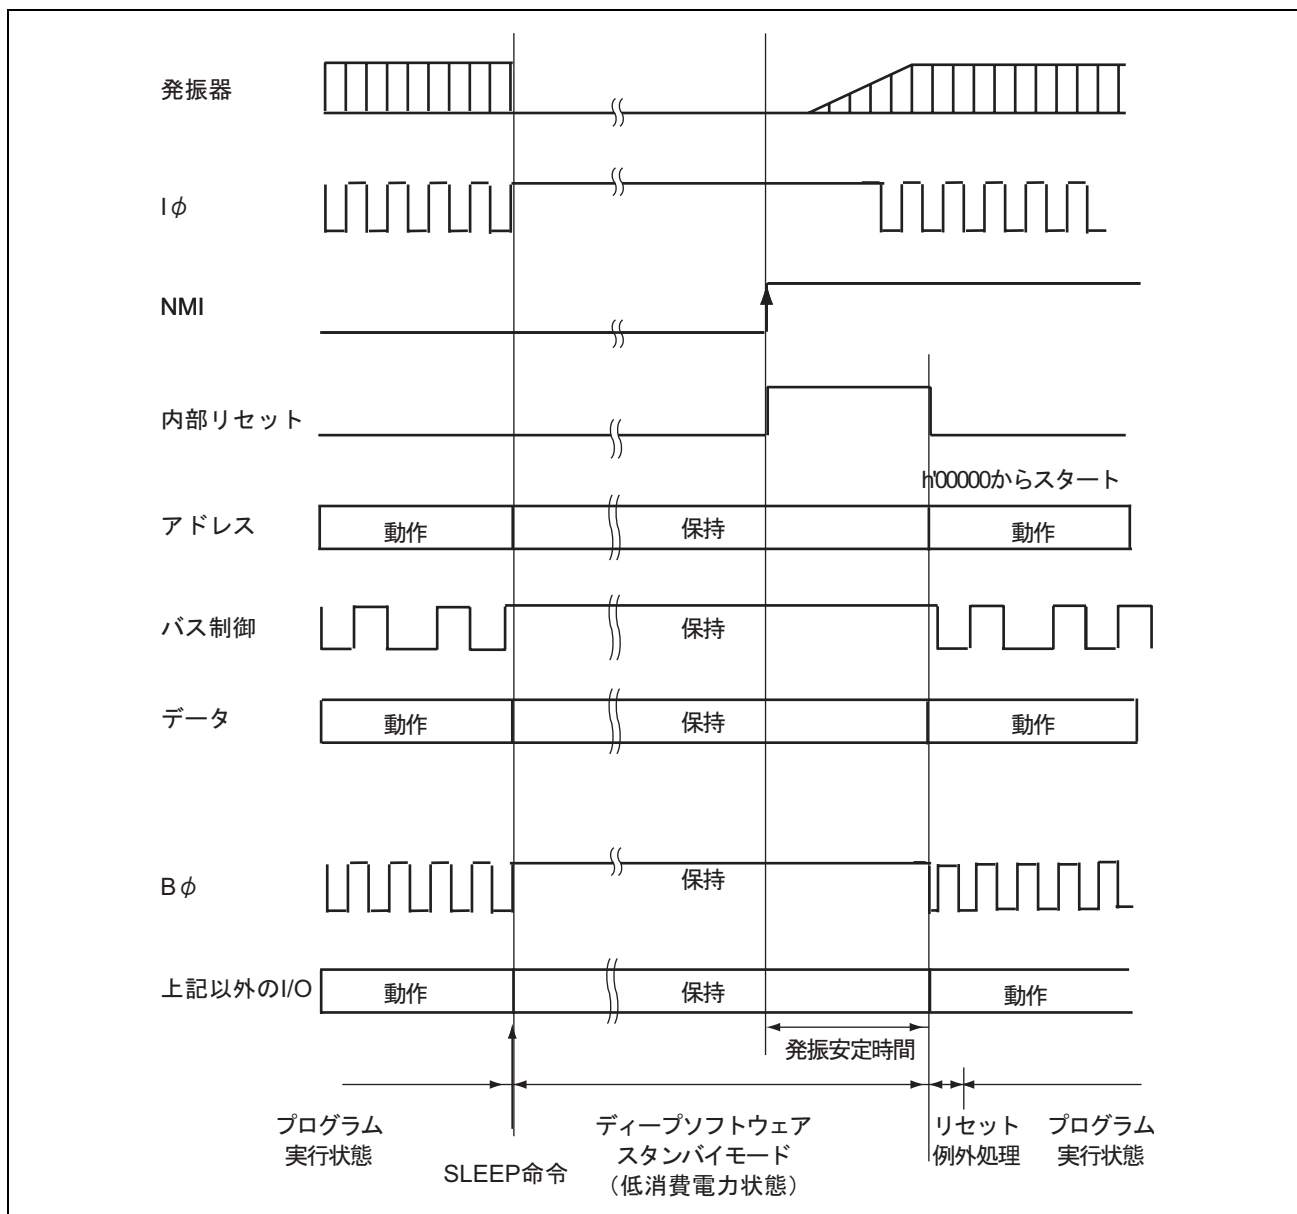 発振器
Iφ
NMI
内部リセット
h'00000からスタート
アドレス 動作 保持 動作
バス制御 保持
データ 動作 保持 動作
Bφ 保持
上記以外のI/O 動作 保持 動作
発振安定時間
プログラム
実行状態
SLEEP命令
ディープソフトウェア
スタンバイモード
（低消費電力状態）
リセット
例外処理
プログラム
実行状態